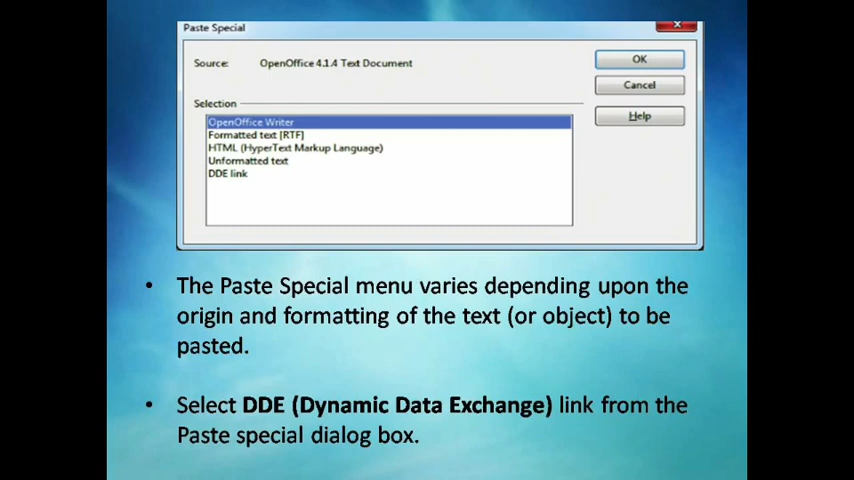 Paste Special
Source: OpenOffice 4.1.4 Text Document
OK
Cancel
Selection
Help
OpenOffice Writer
Formatted text [RTF]
HTML (HyperText Markup Language)
Unformatted text
DDE link
• The Paste Special menu varies depending upon the
origin and formatting of the text (or object) to be
pasted.
• Select DDE (Dynamic Data Exchange) link from the
Paste special dialog box.